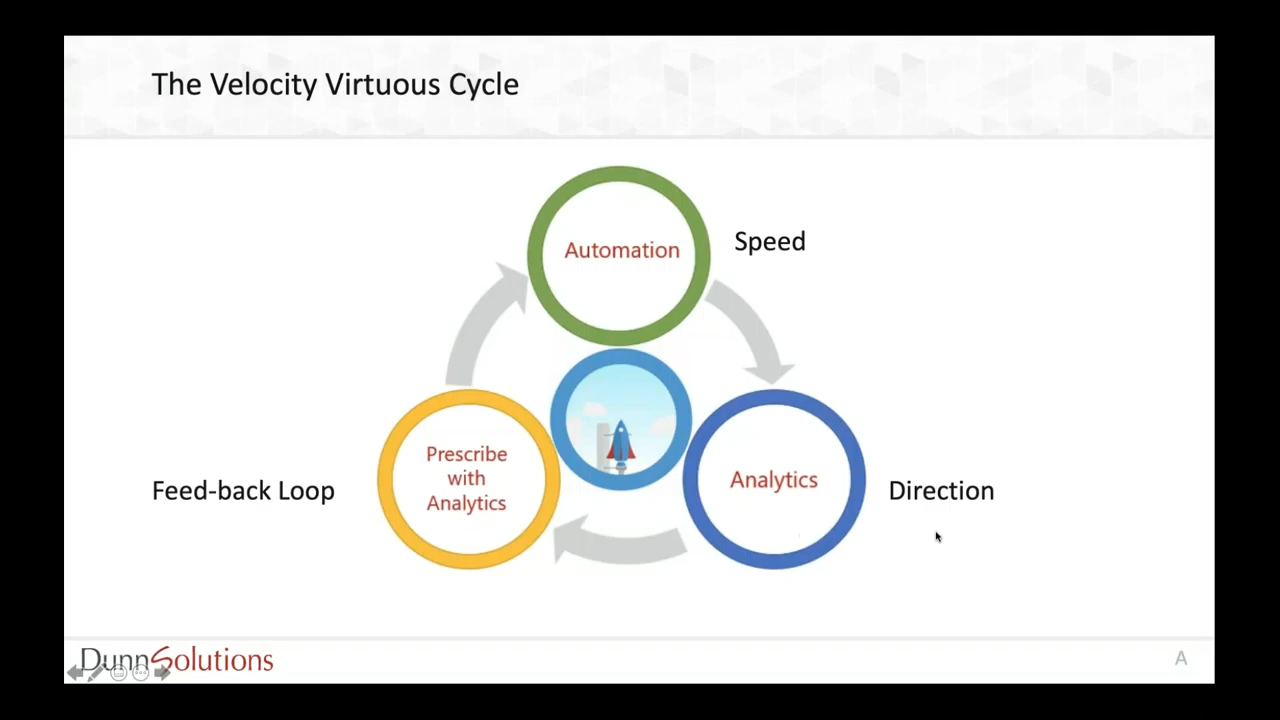 The Velocity Virtuous Cycle
Automation
Speed
Prescribe
with
Analytics
Feed-back Loop
Analytics
Direction
DunnSolutions
A